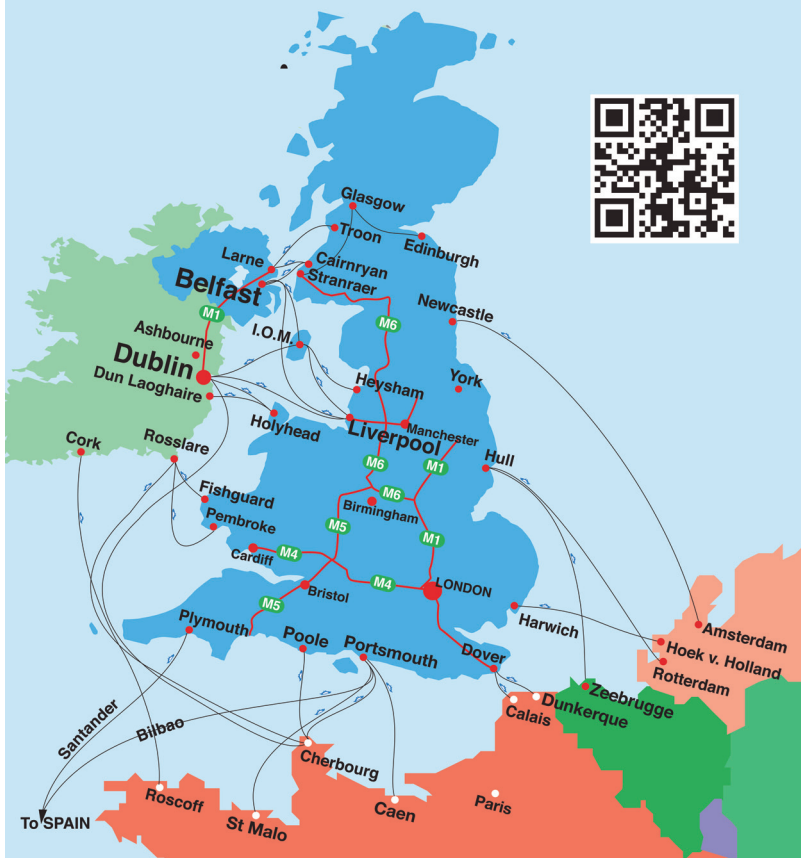 Glasgow
Troon
Edinburgh
Larne
Cairnryan
Belfast
Stranraer
Newcastle
M1
M6
I.O.M.
Ashbourne
Dublin
Heysham
York
Dun Laoghaire
Holyhead
Liverpool
Manchester
Cork
Rosslare
Hull
M6
M1
Fishguard
M6
Birmingham
Pembroke
M5
M1
Cardiff
M4
LONDON
M4
Bristol
M5
Harwich
Plymouth
Poole
Portsmouth
Dover
Amsterdam
Hoek v. Holland
Rotterdam
Zeebrugge
Dunkerque
Calais
Santander
Bilbao
Cherbourg
Roscoff
St Malo
Caen
Paris
To SPAIN